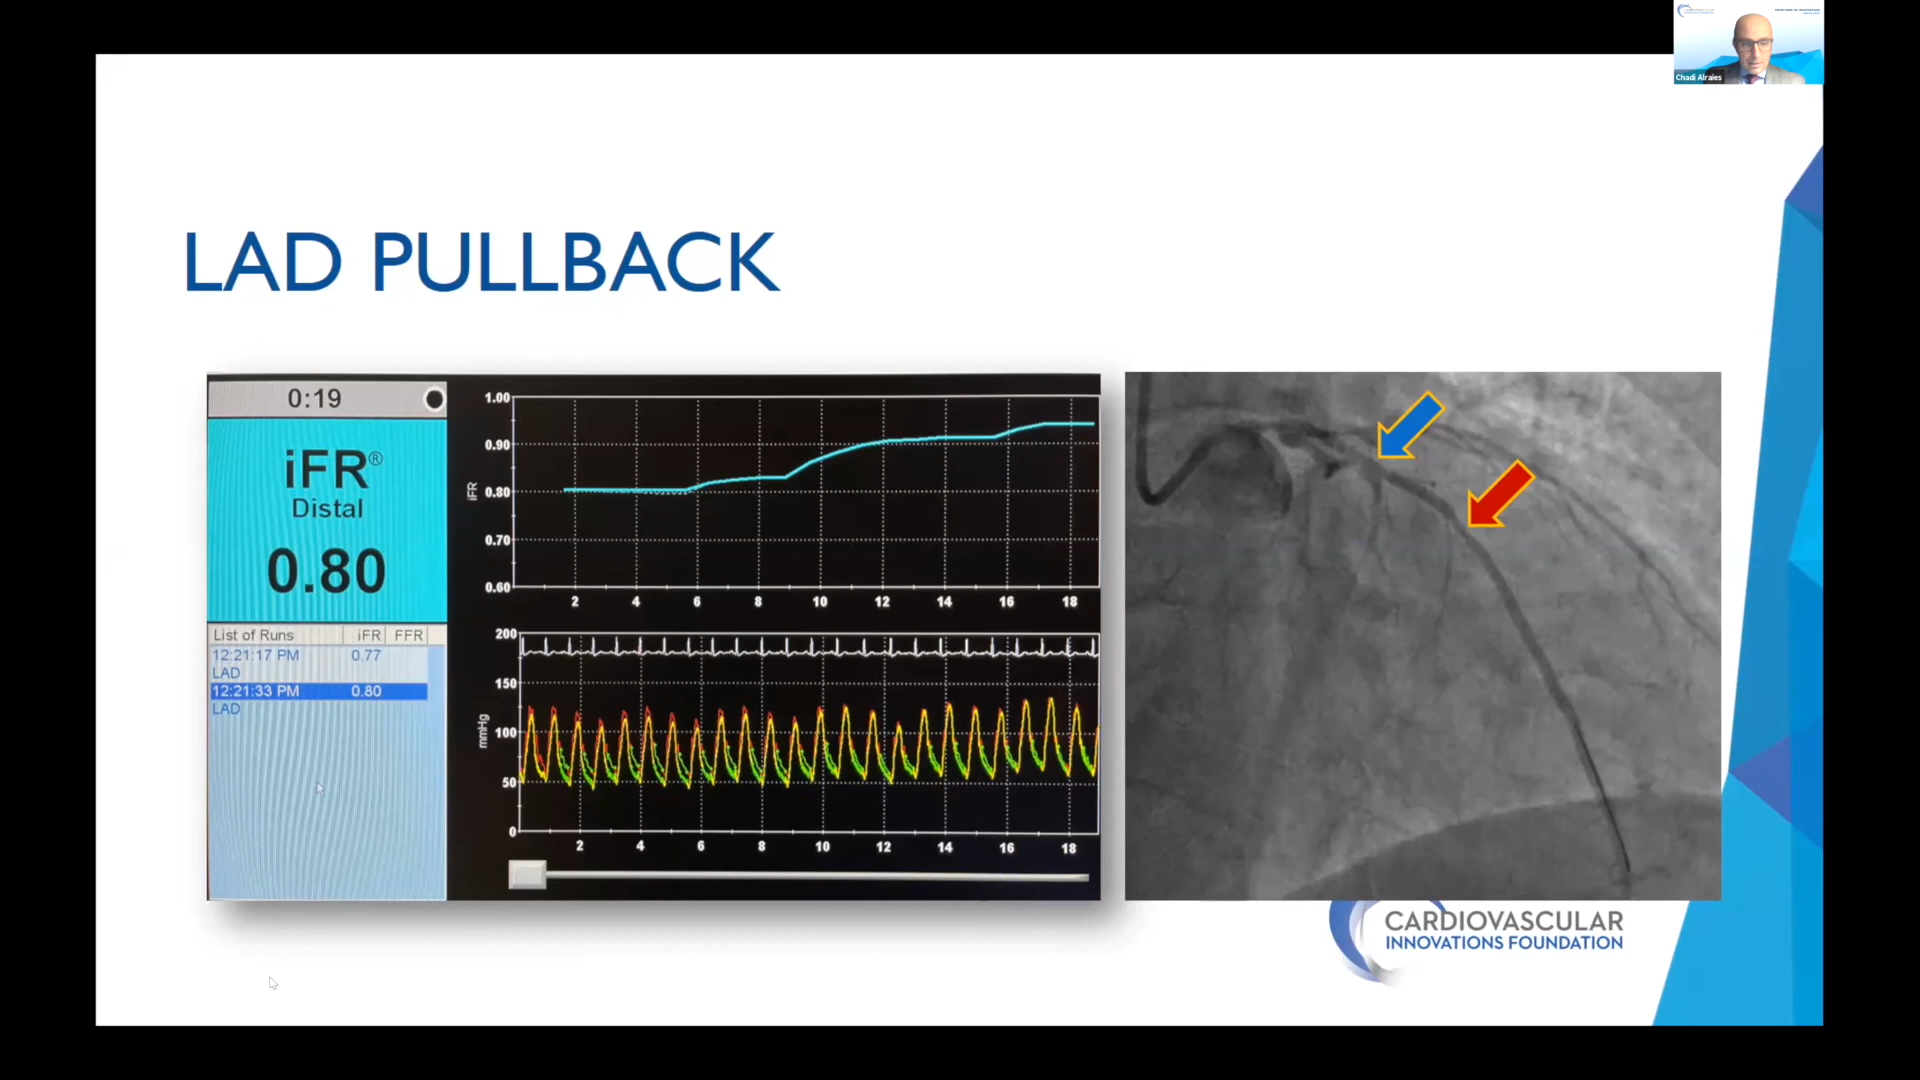 Chadi Alraies
LAD PULLBACK
0:19
iFR®
Distal
0.80
List of Runs iFR FFR
12:21:17 PM 0.77
LAD
12:21:33 PM 0.80
LAD
1.00
0.90
0.80
0.70
0.60
iFR
2 4 6 8 10 12 14 16 18
200
150
100
50
0
mmHg
2 4 6 8 10 12 14 16 18
CARDIOVASCULAR
INNOVATIONS FOUNDATION